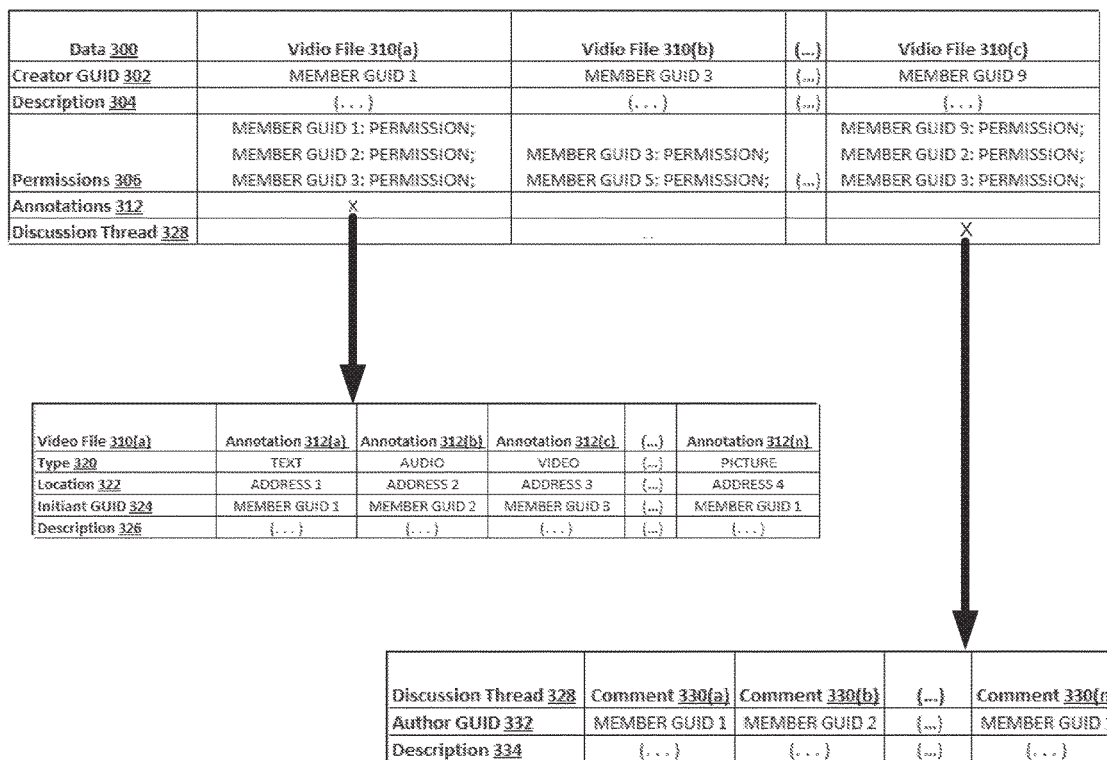 Data 300 Vidio File 310(a) Vidio File 310(b) (...) Vidio File 310(c)
Creator GUID 302 MEMBER GUID 1 MEMBER GUID 3 (...) MEMBER GUID 9
Description 304 (...) (...) (...) (...)
MEMBER GUID 1: PERMISSION; MEMBER GUID 9: PERMISSION;
MEMBER GUID 2: PERMISSION; MEMBER GUID 3: PERMISSION; MEMBER GUID 2: PERMISSION;
Permissions 306 MEMBER GUID 3: PERMISSION; MEMBER GUID 5: PERMISSION; (...) MEMBER GUID 3: PERMISSION;
Annotations 312 X
Discussion Thread 328 .. X
Video File 310(a) Annotation 312(a) Annotation 312(b) Annotation 312(c) (...) Annotation 312(n)
Type 320 TEXT AUDIO VIDEO (...) PICTURE
Location 322 ADDRESS 1 ADDRESS 2 ADDRESS 3 (...) ADDRESS 4
Initiant GUID 324 MEMBER GUID 1 MEMBER GUID 2 MEMBER GUID 3 (...) MEMBER GUID 1
Description 326 (...) (...) (...) (...) (...)
Discussion Thread 328 Comment 330(a) Comment 330(b) (...) Comment
Author GUID 332 MEMBER GUID 1 MEMBER GUID 2 (...) MEMBER GUID
Description 334 (...) (...) (...) (...)